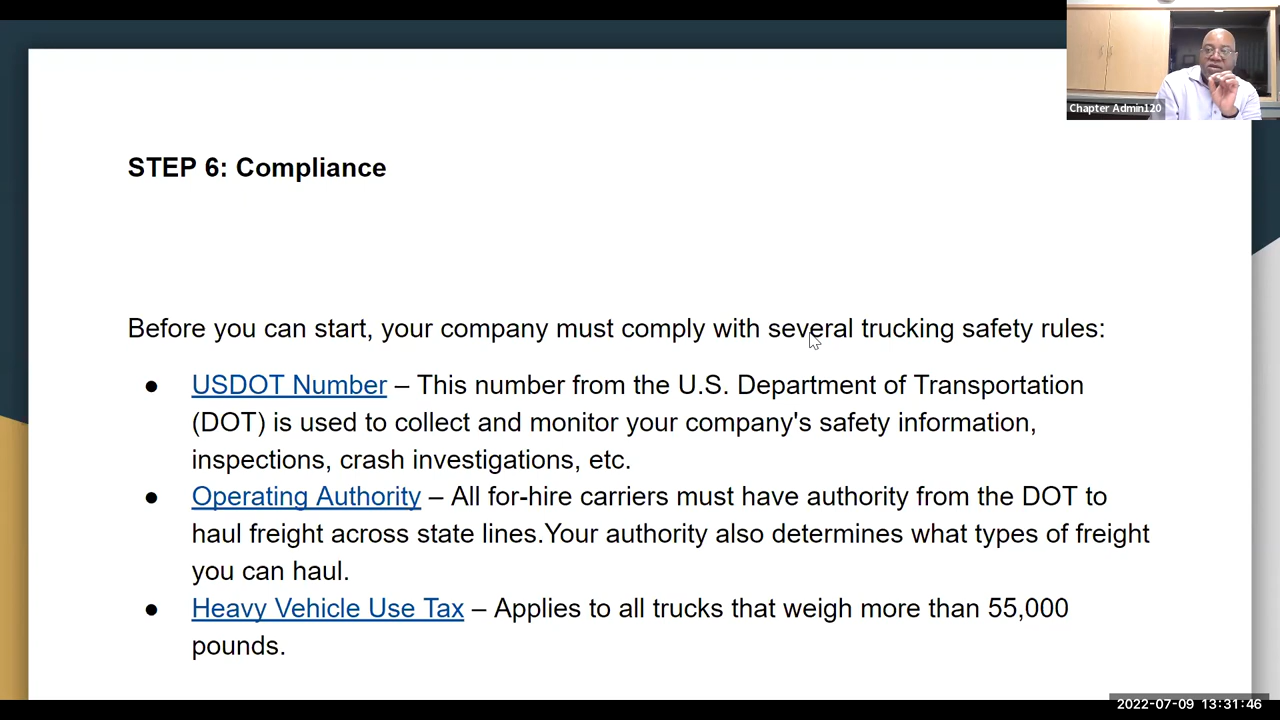 Chapter Admin120
STEP 6: Compliance
Before you can start, your company must comply with several trucking safety rules:
● USDOT Number – This number from the U.S. Department of Transportation
(DOT) is used to collect and monitor your company's safety information,
inspections, crash investigations, etc.
● Operating Authority – All for-hire carriers must have authority from the DOT to
haul freight across state lines.Your authority also determines what types of freight
you can haul.
● Heavy Vehicle Use Tax – Applies to all trucks that weigh more than 55,000
pounds.
2022-07-09 13:31:46